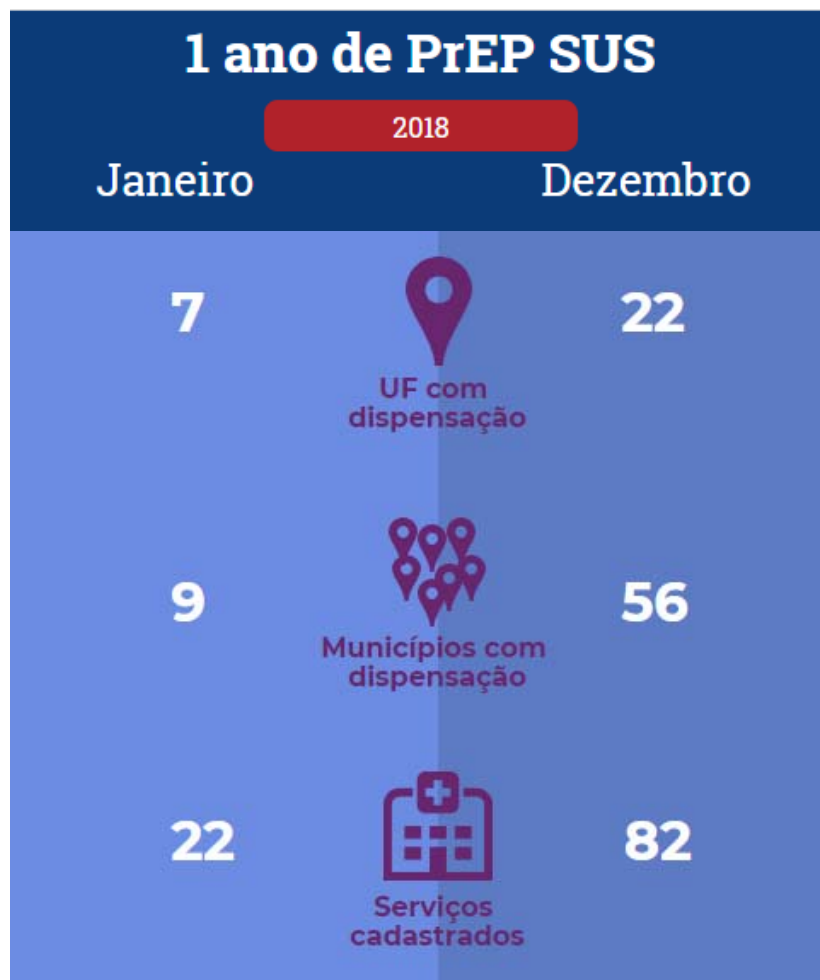 1 ano de PrEP SUS
2018
Janeiro
Dezembro
7
22
UF com
dispensação
9
56
Municípios com
dispensação
22
82
Serviços
cadastrados